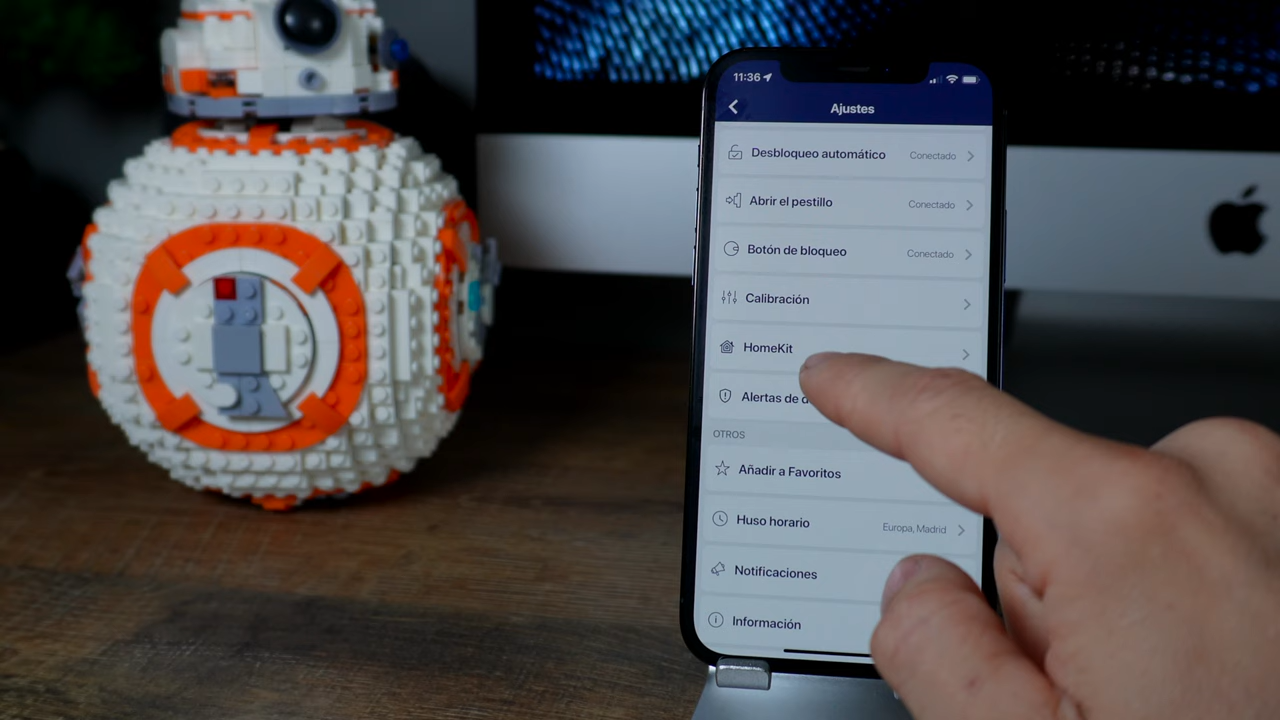 11:36
Ajustes
Desbloqueo automático Conectado
Abrir el pestillo Conectado
Botón de bloqueo Conectado
Calibración
HomeKit
Alertas de
OTROS
Añadir a Favoritos
Huso horario Europa, Madrid
Notificaciones
Información